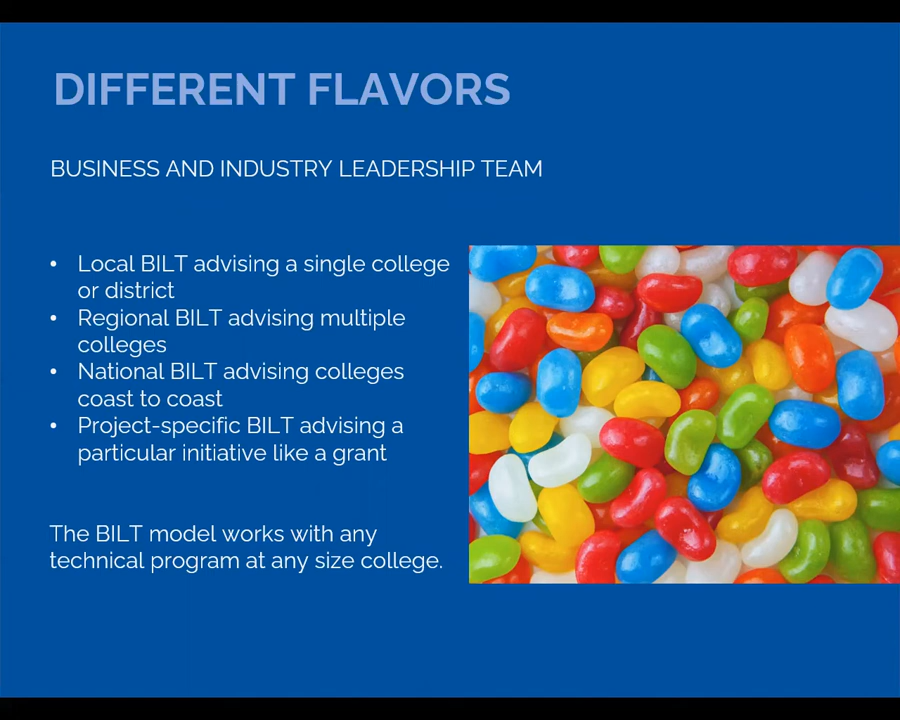 DIFFERENT FLAVORS
BUSINESS AND INDUSTRY LEADERSHIP TEAM
• Local BILT advising a single college
or district
• Regional BILT advising multiple
colleges
• National BILT advising colleges
coast to coast
• Project-specific BILT advising a
particular initiative like a grant
The BILT model works with any
technical program at any size college.